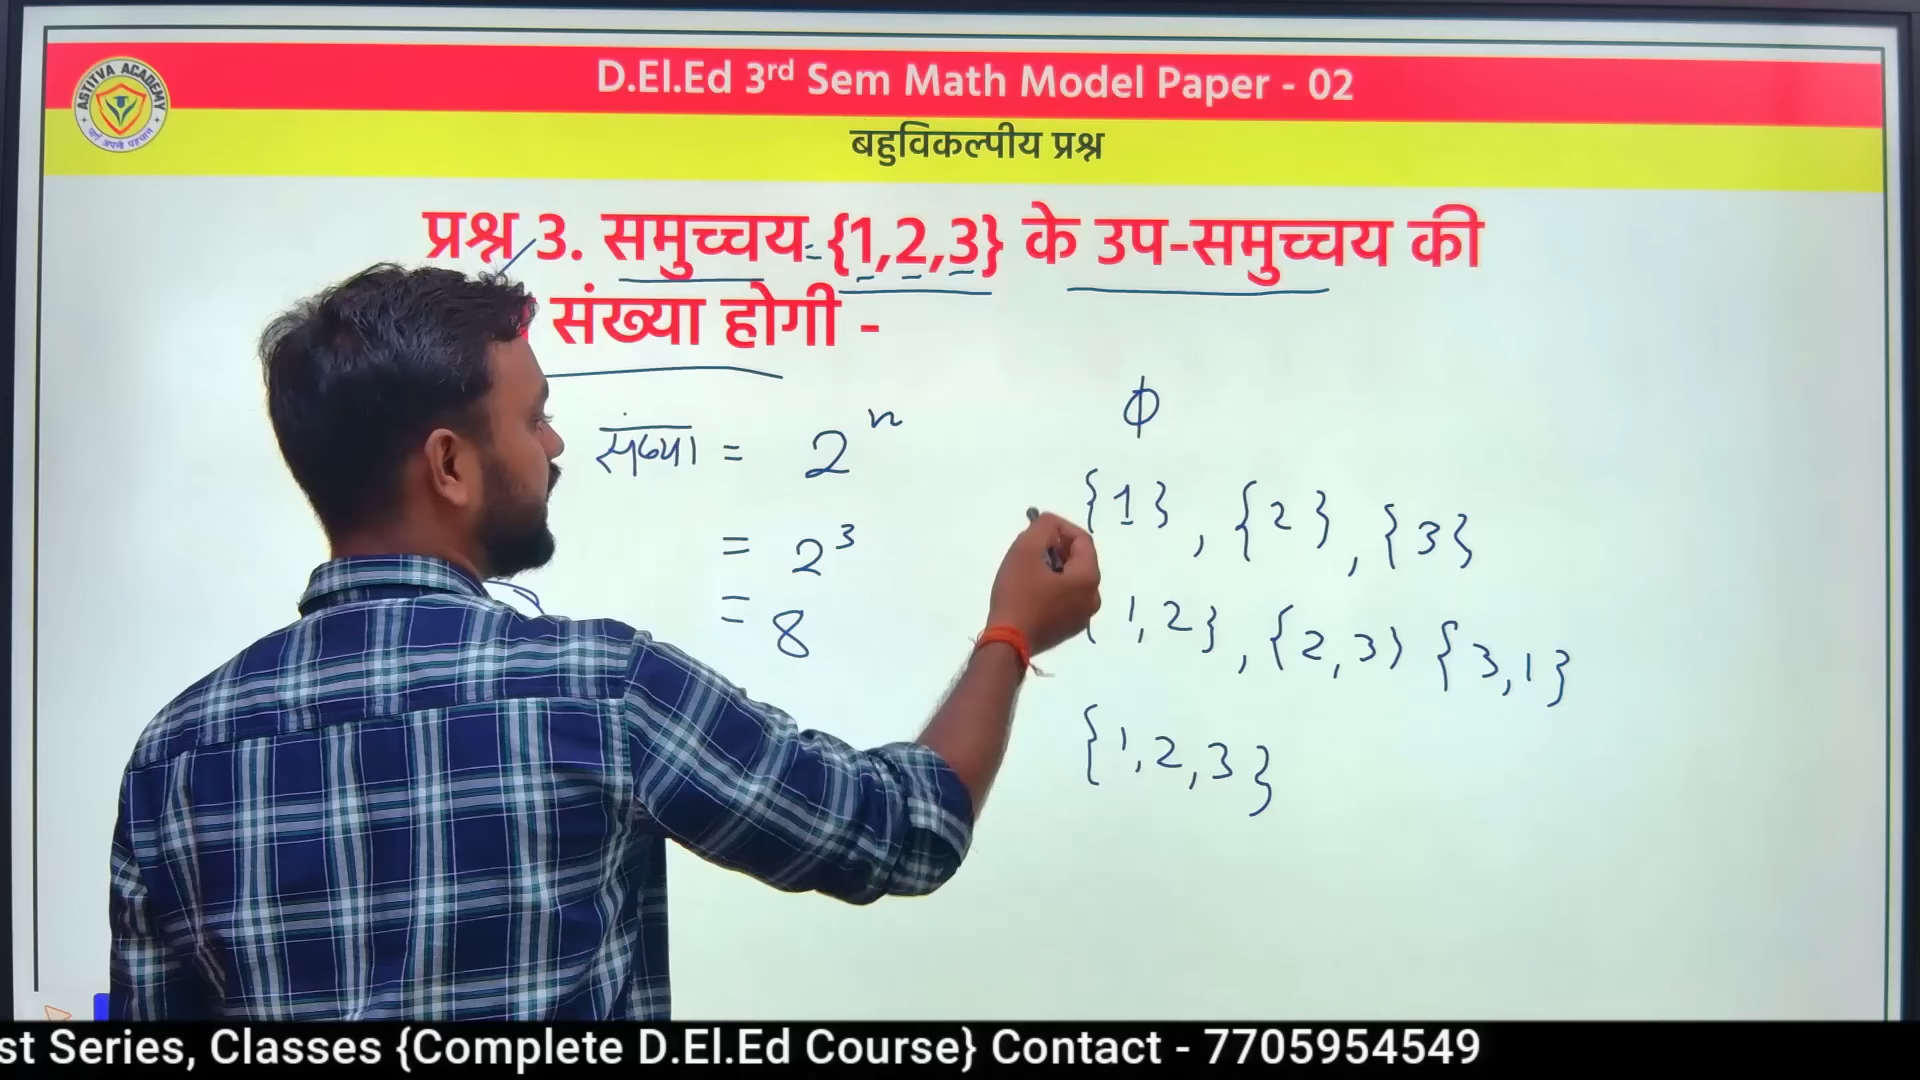 D.El.Ed 3rd Sem Math Model Paper - 02
ASTITVA ACADEMY
बहुविकल्पीय प्रश्न
प्रश्न 3. समुच्चय = {1,2,3} के उप-समुच्चय की
संख्या होगी -
संख्या = 2^n
= 2^3
= 8
ϕ
{1}, {2}, {3}
{1,2}, {2,3) {3,1}
{1,2,3}
st Series, Classes {Complete D.El.Ed Course} Contact - 7705954549